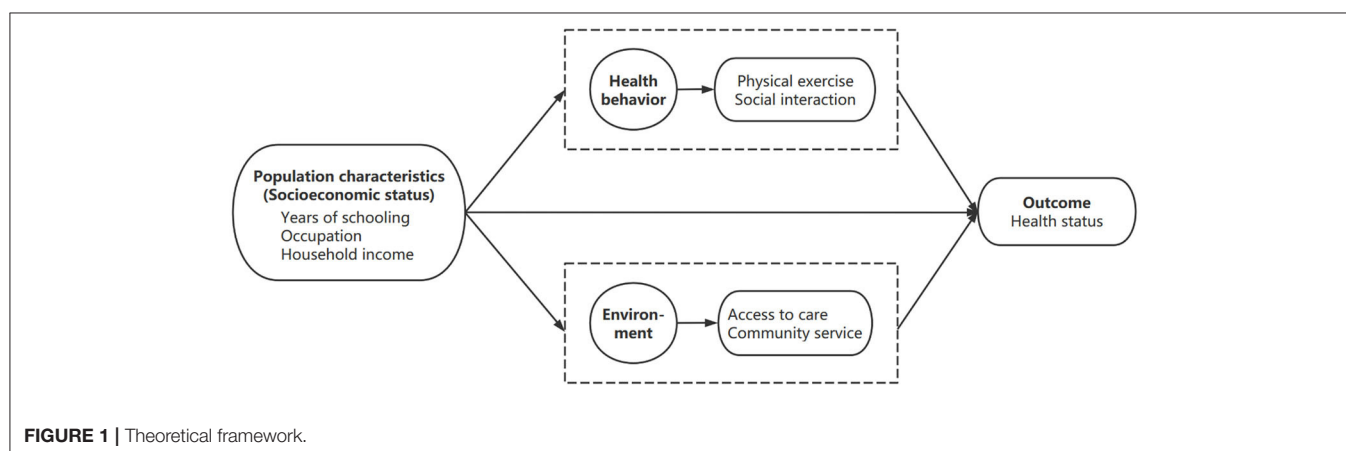 Health
behavior
Physical exercise
Social interaction
Population characteristics
(Socioeconomic status)
Years of schooling
Occupation
Household income
Outcome
Health status
Environ-
ment
Access to care
Community service
FIGURE 1 | Theoretical framework.